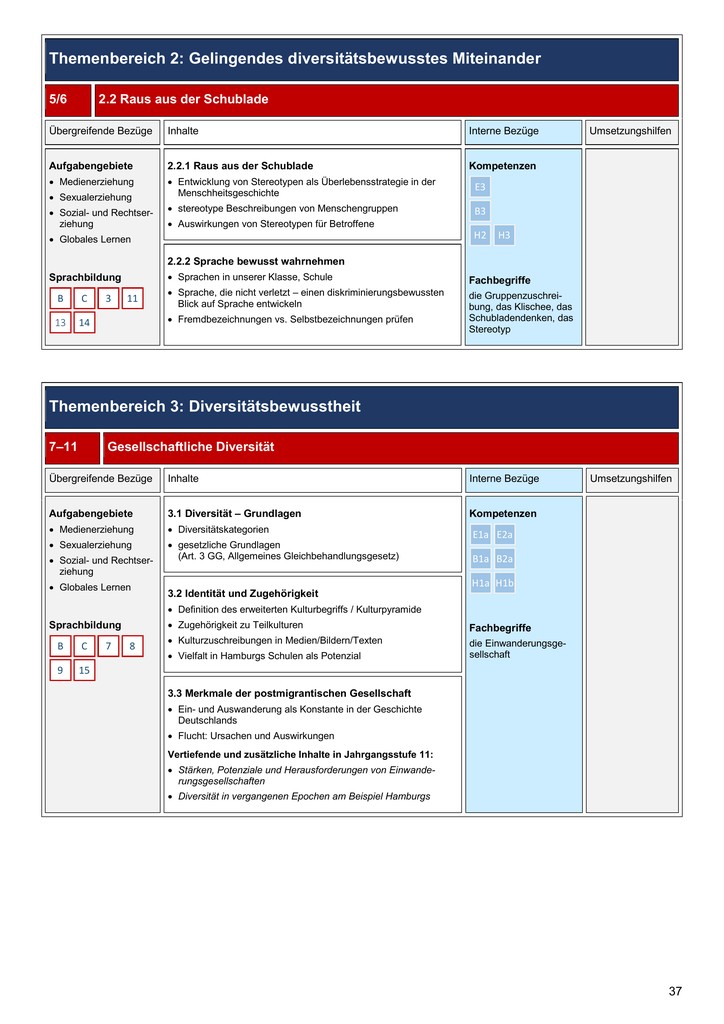 Themenbereich 2: Gelingendes diversitätsbewusstes Miteinander
5/6 2.2 Raus aus der Schublade
Übergreifende Bezüge Inhalte Interne Bezüge Umsetzungshilfen
Aufgabengebiete
• Medienerziehung
• Sexualerziehung
• Sozial- und Rechtser-
ziehung
• Globales Lernen
Sprachbildung
B C 3 11
13 14
2.2.1 Raus aus der Schublade
• Entwicklung von Stereotypen als Überlebensstrategie in der
Menschheitsgeschichte
• stereotype Beschreibungen von Menschengruppen
• Auswirkungen von Stereotypen für Betroffene
2.2.2 Sprache bewusst wahrnehmen
• Sprachen in unserer Klasse, Schule
• Sprache, die nicht verletzt – einen diskriminierungsbewussten
Blick auf Sprache entwickeln
• Fremdbezeichnungen vs. Selbstbezeichnungen prüfen
Kompetenzen
E3
B3
H2 H3
Fachbegriffe
die Gruppenzuschrei-
bung, das Klischee, das
Schubladendenken, das
Stereotyp
Themenbereich 3: Diversitätsbewusstheit
7–11 Gesellschaftliche Diversität
Übergreifende Bezüge Inhalte Interne Bezüge Umsetzungshilfen
Aufgabengebiete
• Medienerziehung
• Sexualerziehung
• Sozial- und Rechtser-
ziehung
• Globales Lernen
Sprachbildung
B C 7 8
9 15
3.1 Diversität – Grundlagen
• Diversitätskategorien
• gesetzliche Grundlagen
(Art. 3 GG, Allgemeines Gleichbehandlungsgesetz)
3.2 Identität und Zugehörigkeit
• Definition des erweiterten Kulturbegriffs / Kulturpyramide
• Zugehörigkeit zu Teilkulturen
• Kulturzuschreibungen in Medien/Bildern/Texten
• Vielfalt in Hamburgs Schulen als Potenzial
3.3 Merkmale der postmigrantischen Gesellschaft
• Ein- und Auswanderung als Konstante in der Geschichte
Deutschlands
• Flucht: Ursachen und Auswirkungen
Vertiefende und zusätzliche Inhalte in Jahrgangsstufe 11:
• Stärken, Potenziale und Herausforderungen von Einwande-
rungsgesellschaften
• Diversität in vergangenen Epochen am Beispiel Hamburgs
Kompetenzen
E1a E2a
B1a B2a
H1a H1b
Fachbegriffe
die Einwanderungsge-
sellschaft
37